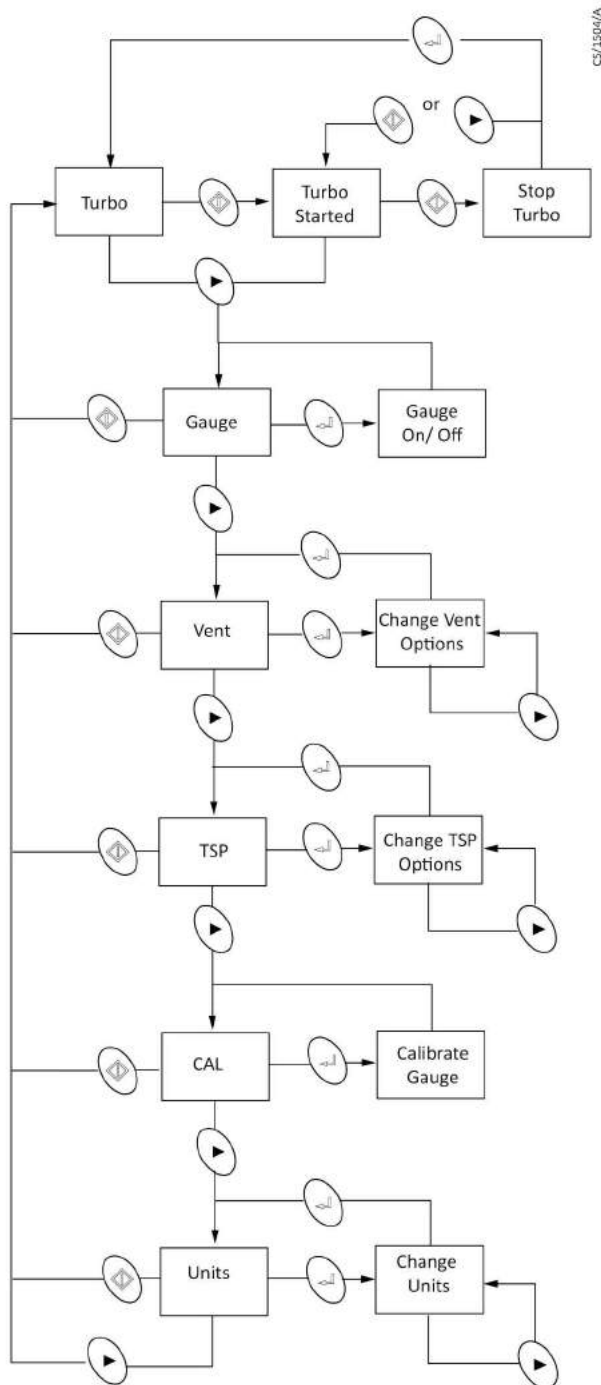 C5/1504/A
or
Turbo
Turbo
Started
Stop
Turbo
Gauge
Gauge
On/ Off
Vent
Change Vent
Options
TSP
Change TSP
Options
CAL
Calibrate
Gauge
Units
Change
Units